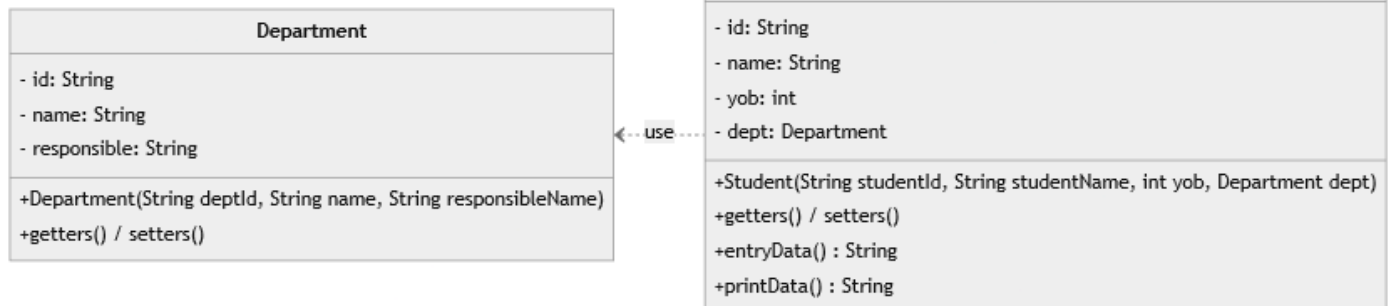 Department
- id: String
- name: String
- responsible: String
+Department(String deptId, String name, String responsibleName)
+getters() / setters()
use
- id: String
- name: String
- yob: int
- dept: Department
+Student(String studentId, String studentName, int yob, Department dept)
+getters() / setters()
+entryData() : String
+printData() : String